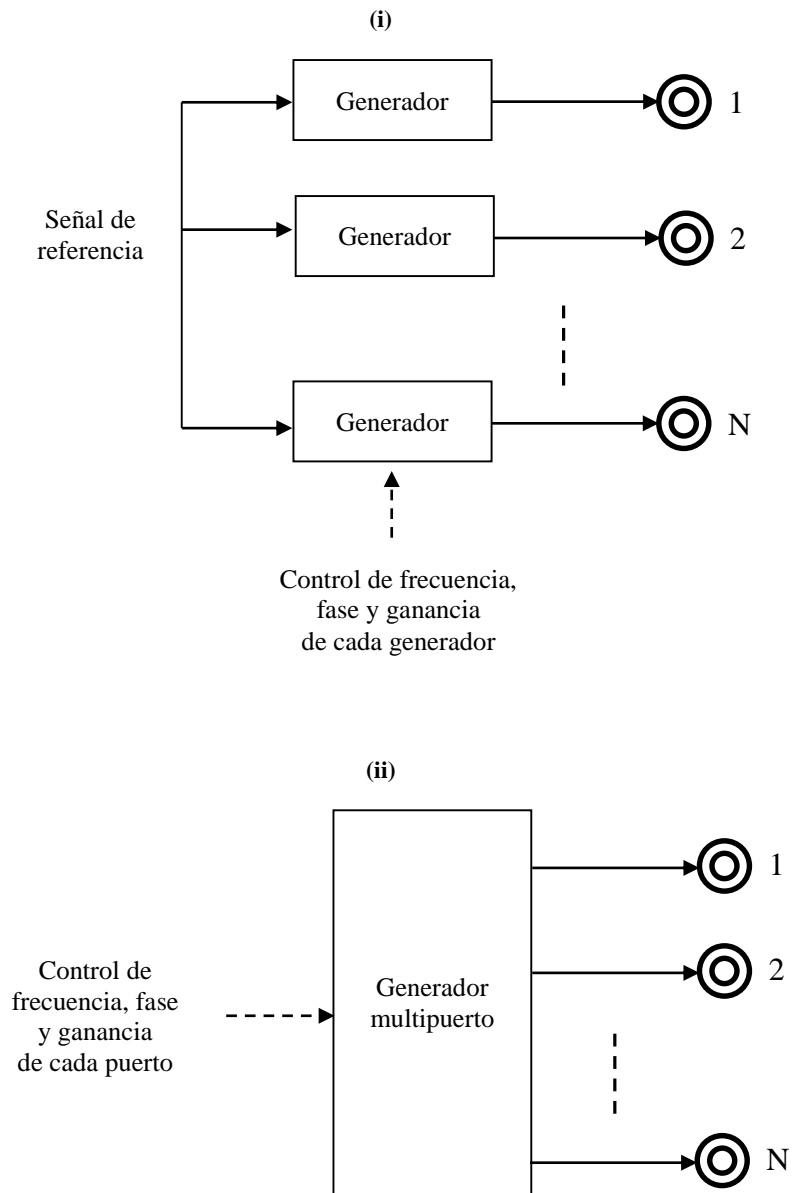 (i)
Generador
1
Señal de
referencia
Generador
2
Generador
N
Control de frecuencia,
fase y ganancia
de cada generador
(ii)
1
Control de
frecuencia, fase
y ganancia
de cada puerto
Generador
multipuerto
2
N